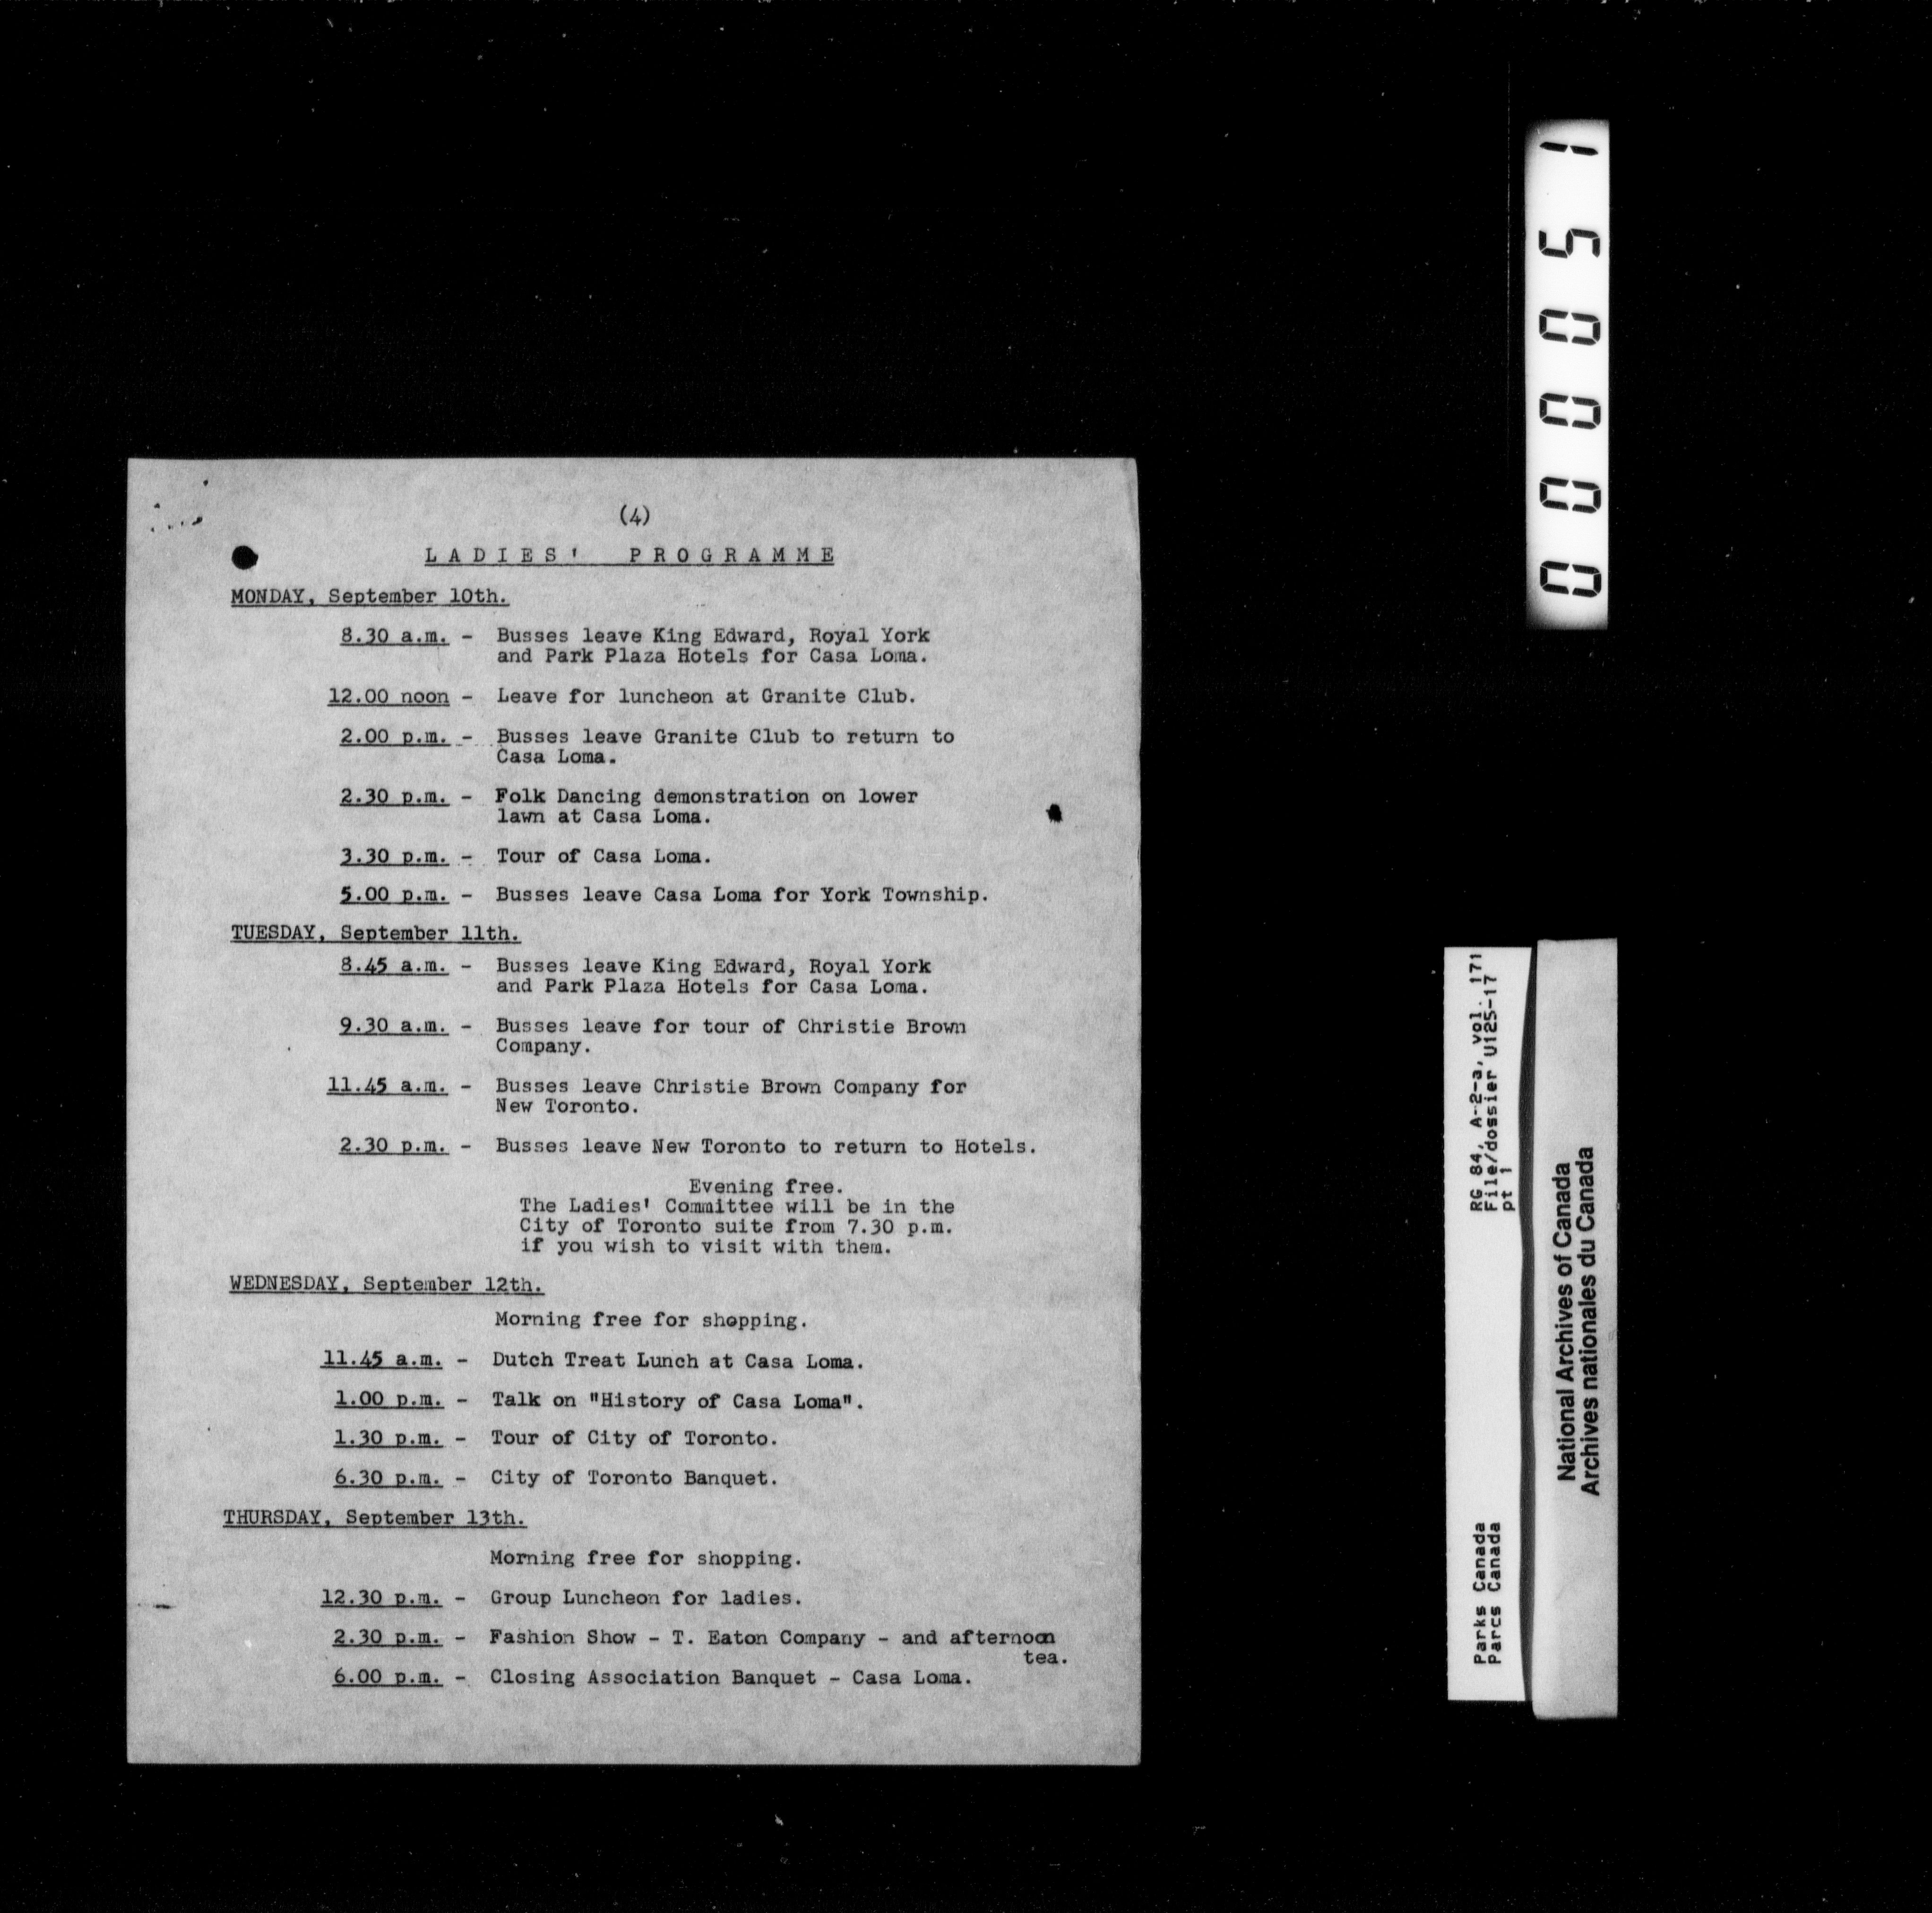 (4)
LADIES' PROGRAMME
MONDAY, September 10th.
8.30 a.m. - Busses leave King Edward, Royal York
and Park Plaza Hotels for Casa Loma.
12.00 noon - Leave for luncheon at Granite Club.
2.00 p.m. - Busses leave Granite Club to return to
Casa Loma.
2.30 p.m. - Folk Dancing demonstration on lower
lawn at Casa Loma.
3.30 p.m. - Tour of Casa Loma.
5.00 p.m. - Busses leave Casa Loma for York Township.
TUESDAY, September 11th.
8.45 a.m. - Busses leave King Edward, Royal York
and Park Plaza Hotels for Casa Loma.
9.30 a.m. - Busses leave for tour of Christie Brown
Company.
11.45 a.m. - Busses leave Christie Brown Company for
New Toronto.
2.30 p.m. - Busses leave New Toronto to return to Hotels.
Evening free.
The Ladies' Committee will be in the
City of Toronto suite from 7.30 p.m.
if you wish to visit with them.
WEDNESDAY, September 12th.
Morning free for shopping.
11.45 a.m. - Dutch Treat Lunch at Casa Loma.
1.00 p.m. - Talk on "History of Casa Loma".
1.30 p.m. - Tour of City of Toronto.
6.30 p.m. - City of Toronto Banquet.
THURSDAY, September 13th.
Morning free for shopping.
12.30 p.m. - Group Luncheon for ladies.
2.30 p.m. - Fashion Show - T. Eaton Company - and afternoon
tea.
6.00 p.m. - Closing Association Banquet - Casa Loma.
000051
RG 84, A-2-a, vol. 171
File/dossier U125-17
pt 1
Parks Canada
Parcs Canada
National Archives of Canada
Archives nationales du Canada